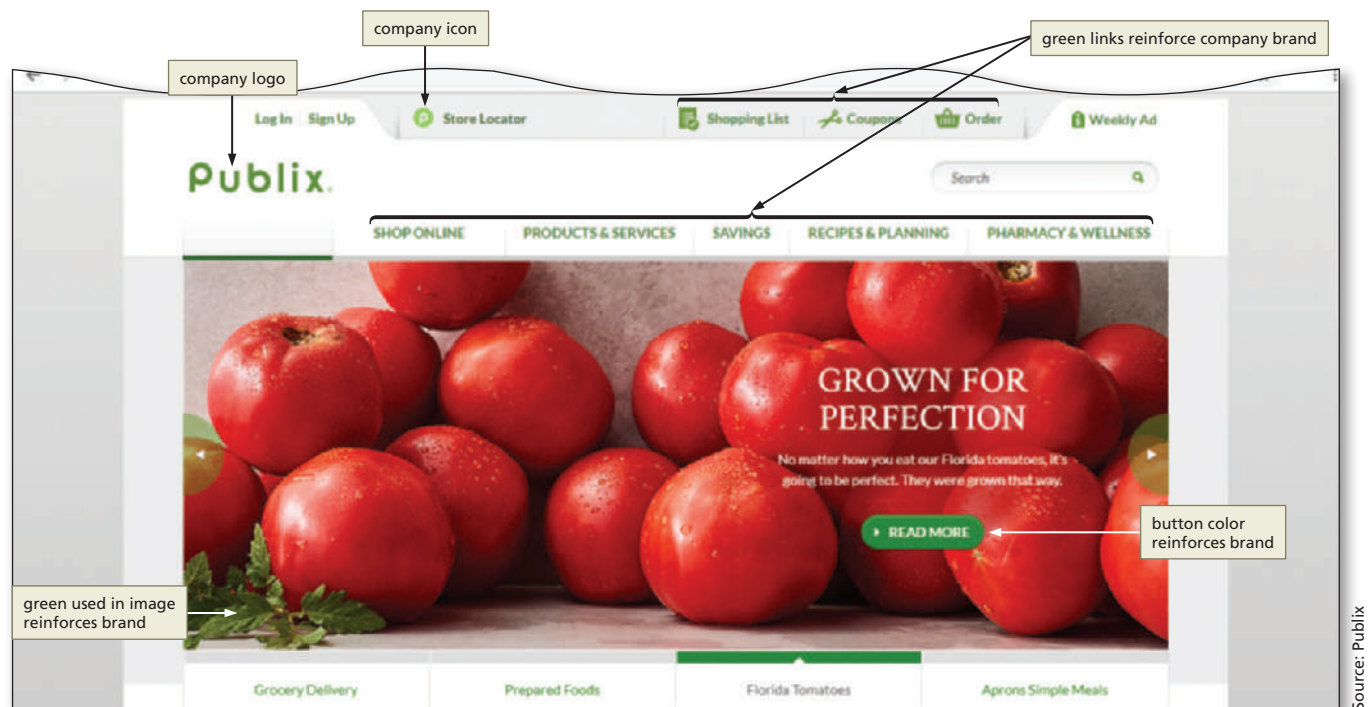 company icon
green links reinforce company brand
company logo
Log In Sign Up
Store Locator
Shopping List
Coupons
Order
Weekly Ad
Publix.
Search
SHOP ONLINE
PRODUCTS & SERVICES
SAVINGS
RECIPES & PLANNING
PHARMACY & WELLNESS
GROWN FOR
PERFECTION
No matter how you eat our Florida tomatoes, it's
going to be perfect. They were grown that way.
READ MORE
button color
reinforces brand
green used in image
reinforces brand
Grocery Delivery
Prepared Foods
Florida Tomatoes
Aprons Simple Meals
Source: Publix